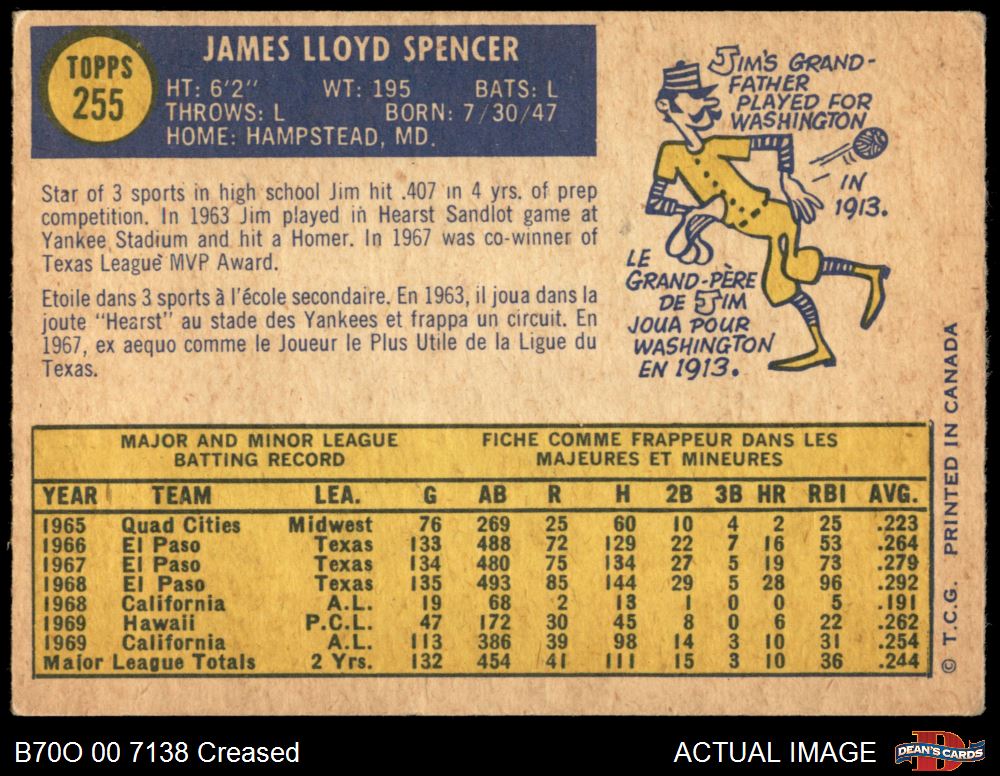 TOPPS
255
JAMES LLOYD SPENCER
HT: 6'2" WT: 195 BATS: L
THROWS: L BORN: 7/30/47
HOME: HAMPSTEAD, MD.
JIM'S GRAND-
FATHER
PLAYED FOR
WASHINGTON
IN
1913.
LE
GRAND-PÈRE
DE JIM
JOUA POUR
WASHINGTON
EN 1913.
Star of 3 sports in high school Jim hit .407 in 4 yrs. of prep
competition. In 1963 Jim played in Hearst Sandlot game at
Yankee Stadium and hit a Homer. In 1967 was co-winner of
Texas League MVP Award.
Etoile dans 3 sports à l'école secondaire. En 1963, il joua dans la
joute "Hearst" au stade des Yankees et frappa un circuit. En
1967, ex aequo comme le Joueur le Plus Utile de la Ligue du
Texas.
MAJOR AND MINOR LEAGUE
BATTING RECORD
FICHE COMME FRAPPEUR DANS LES
MAJEURES ET MINEURES
YEAR TEAM LEA. G AB R H 2B 3B HR RBI AVG.
1965 Quad Cities Midwest 76 269 25 60 10 4 2 25 .223
1966 El Paso Texas 133 488 72 129 22 7 16 53 .264
1967 El Paso Texas 134 480 75 134 27 5 19 73 .279
1968 El Paso Texas 135 493 85 144 29 5 28 96 .292
1968 California A.L. 19 68 2 13 1 0 0 5 .191
1969 Hawaii P.C.L. 47 172 30 45 8 0 6 22 .262
1969 California A.L. 113 386 39 98 14 3 10 31 .254
Major League Totals 2 Yrs. 132 454 41 111 15 3 10 36 .244
© T.C.G. PRINTED IN CANADA
B70O 00 7138 Creased
ACTUAL IMAGE
DEAN'S CARDS